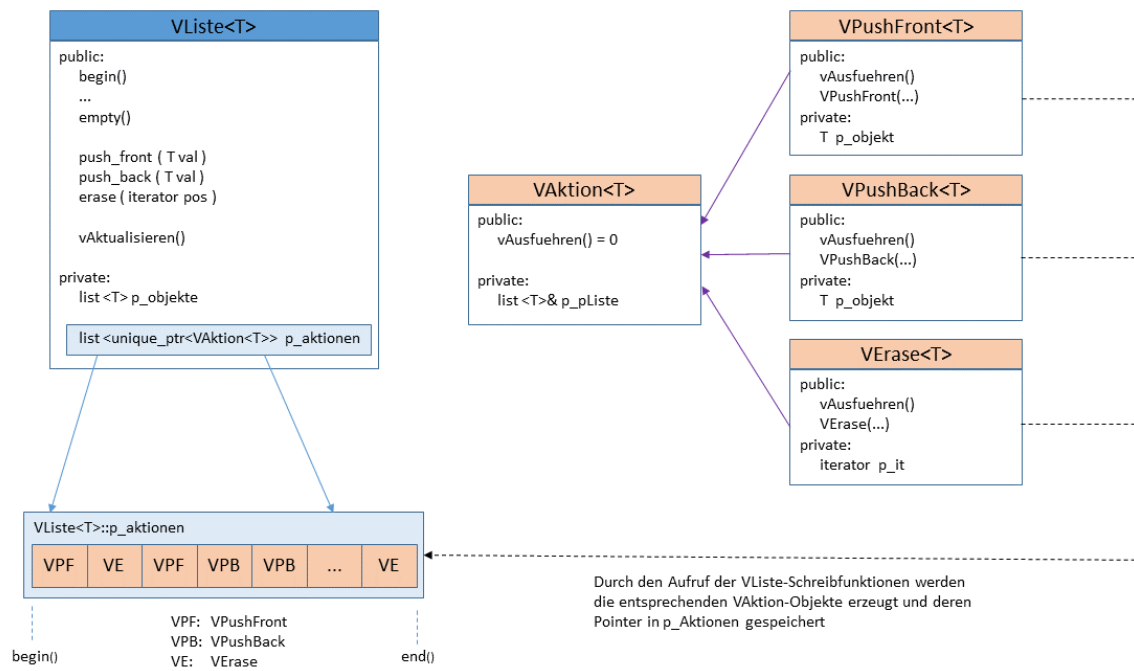 VListe<T>
public:
begin()
...
empty()
push_front ( T val )
push_back ( T val )
erase ( iterator pos )
vAktualisieren()
private:
list <T> p_objekte
list <unique_ptr<VAktion<T>> p_aktionen
VAktion<T>
public:
vAusfuehren() = 0
private:
list <T>& p_pListe
VPushFront<T>
public:
vAusfuehren()
VPushFront(...)
private:
T p_objekt
VPushBack<T>
public:
vAusfuehren()
VPushBack(...)
private:
T p_objekt
VErase<T>
public:
vAusfuehren()
VErase(...)
private:
iterator p_it
VListe<T>::p_aktionen
VPF VE VPF VPB VPB ... VE
begin()
end()
VPF: VPushFront
VPB: VPushBack
VE: VErase
Durch den Aufruf der VListe-Schreibfunktionen werden
die entsprechenden VAktion-Objekte erzeugt und deren
Pointer in p_Aktionen gespeichert